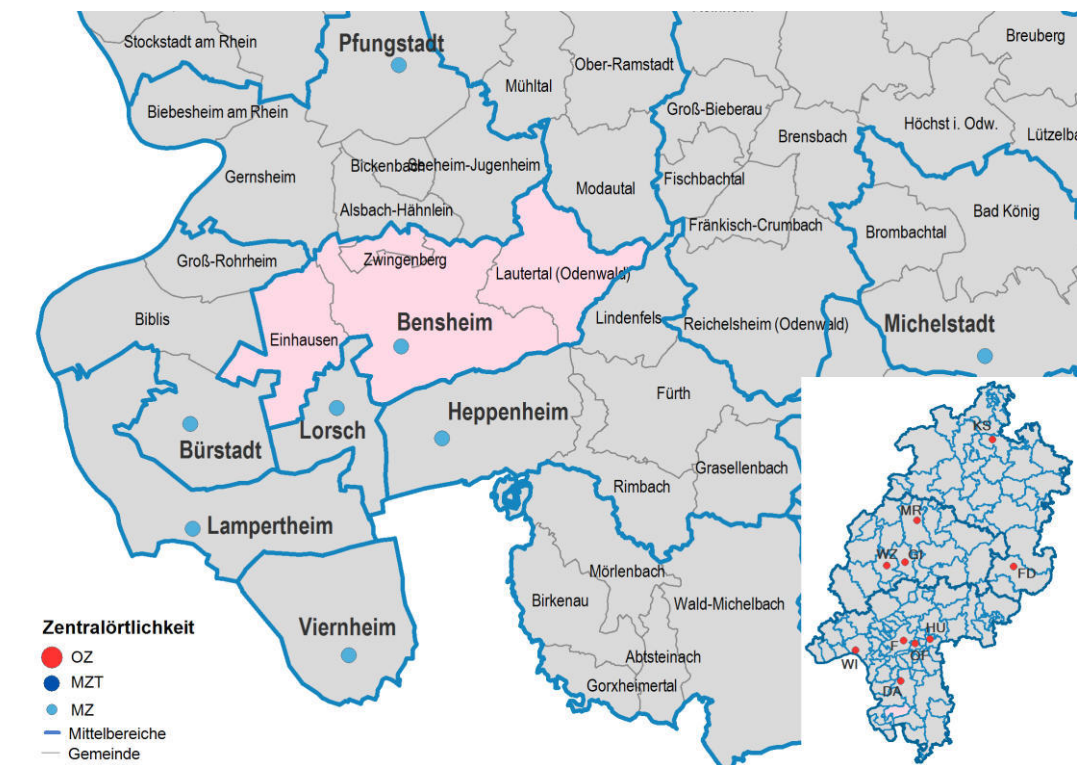 Stockstadt am Rhein
Pfungstadt
Breuberg
Ober-Ramstadt
Mühltal
Biebesheim am Rhein
Groß-Bieberau
Höchst i. Odw.
Brensbach
Bickenbach
Seeheim-Jugenheim
Gernsheim
Fischbachtal
Modautal
Alsbach-Hähnlein
Bad König
Fränkisch-Crumbach
Brombachtal
Groß-Rohrheim
Zwingenberg
Lautertal (Odenwald)
Biblis
Bensheim
Lindenfels
Reichelsheim (Odenwald)
Michelstadt
Einhausen
Fürth
Heppenheim
Lorsch
Bürstadt
Grasellenbach
Rimbach
Lampertheim
Mörlenbach
Birkenau
Wald-Michelbach
Viernheim
Abtsteinach
Gorxheimertal
Zentralörtlichkeit
OZ
MZT
MZ
Mittelbereiche
Gemeinde
KS
MR
WZ
GI
FD
HU
F
OF
WI
DA